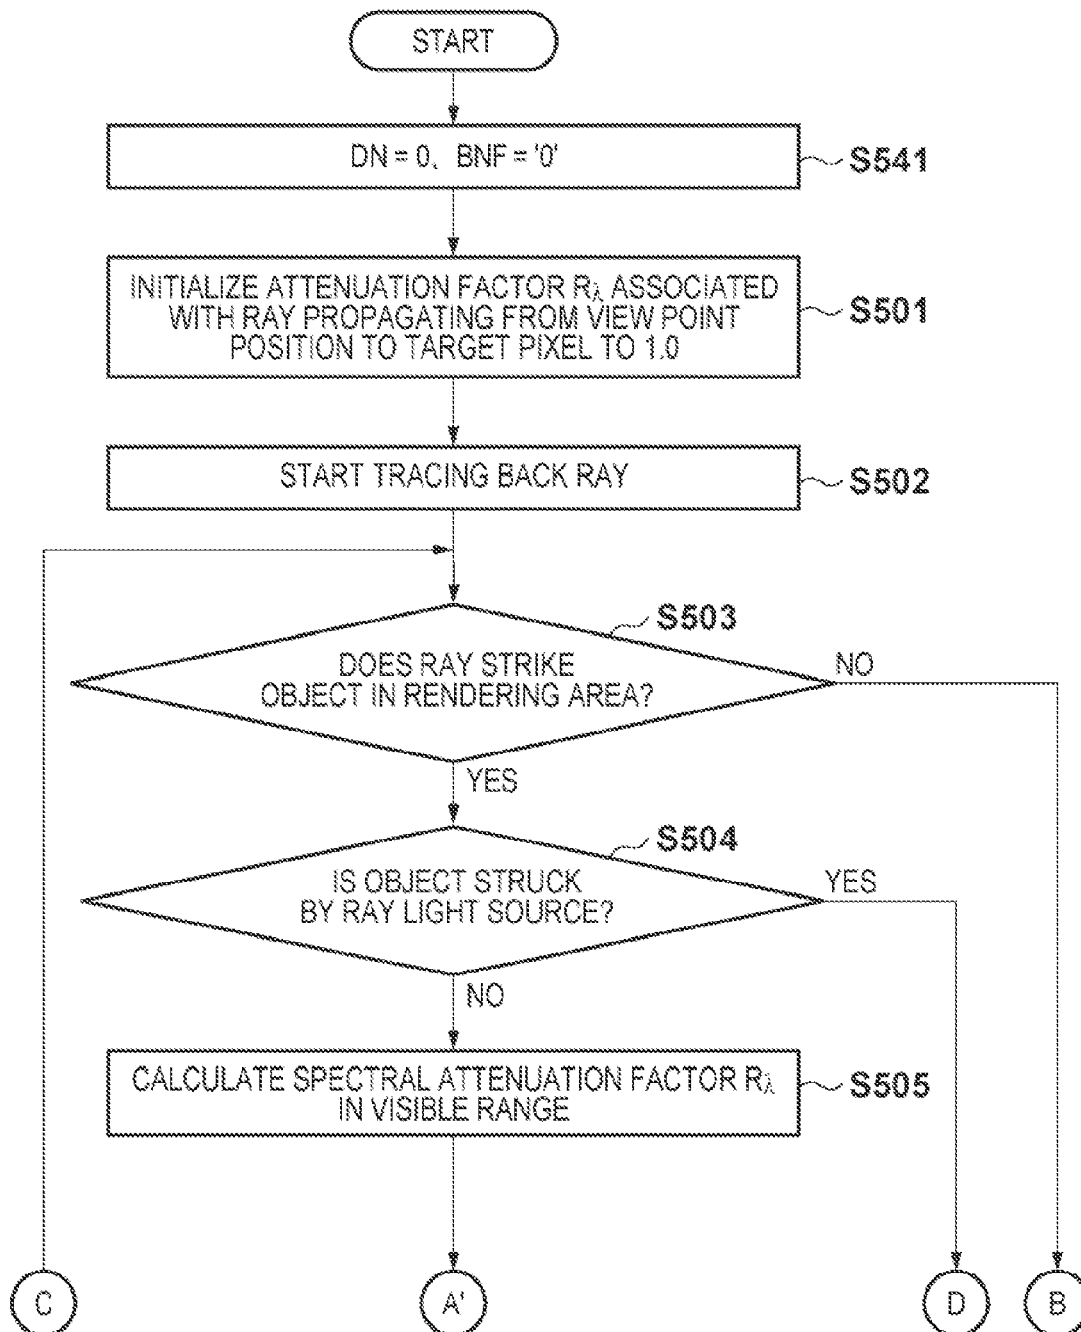 START
DN = 0、BNF = '0'
S541
INITIALIZE ATTENUATION FACTOR Rλ ASSOCIATED
WITH RAY PROPAGATING FROM VIEW POINT
POSITION TO TARGET PIXEL TO 1.0
S501
START TRACING BACK RAY
S502
S503
DOES RAY STRIKE
OBJECT IN RENDERING AREA?
NO
YES
S504
IS OBJECT STRUCK
BY RAY LIGHT SOURCE?
YES
NO
CALCULATE SPECTRAL ATTENUATION FACTOR Rλ
IN VISIBLE RANGE
S505
C
A'
D
B